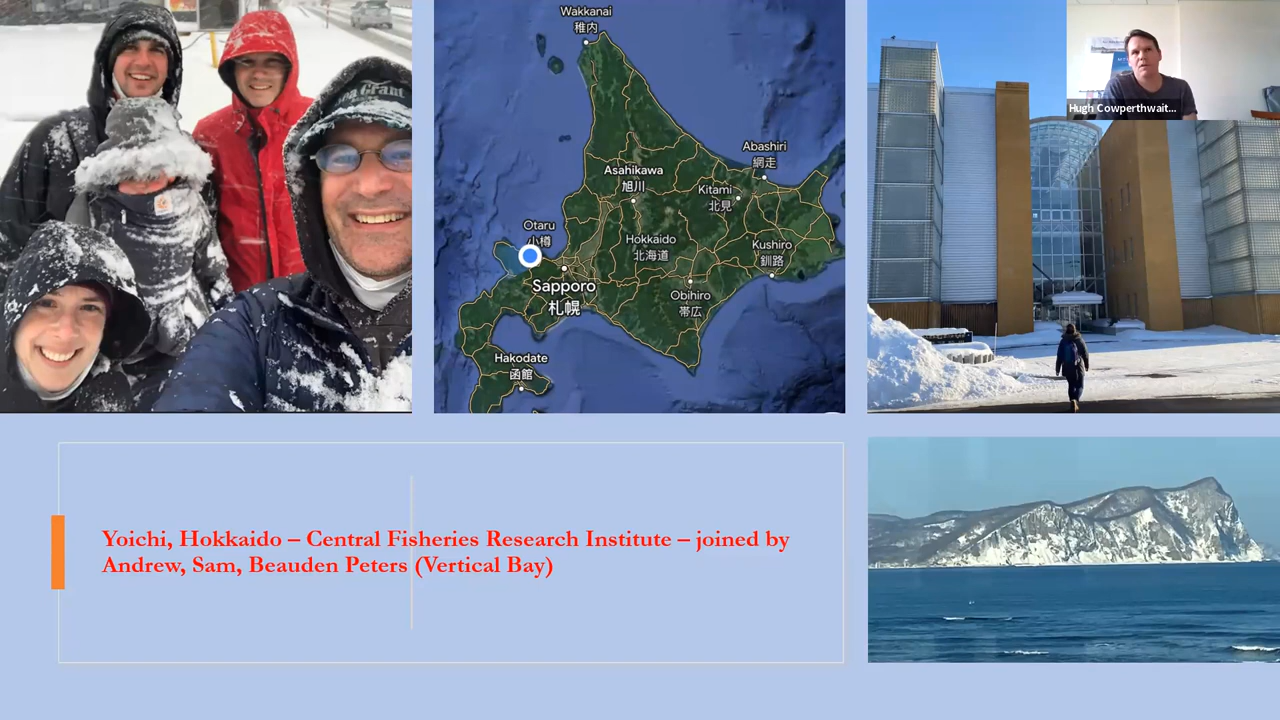 Wakkanai
稚内
Abashiri
網走
Asahikawa
旭川
Kitami
北見
Otaru
小樽
Hokkaido
北海道
Kushiro
釧路
Sapporo
札幌
Obihiro
帯広
Hakodate
函館
Grant
Hugh Cowperthwait...
Yoichi, Hokkaido – Central Fisheries Research Institute – joined by
Andrew, Sam, Beauden Peters (Vertical Bay)